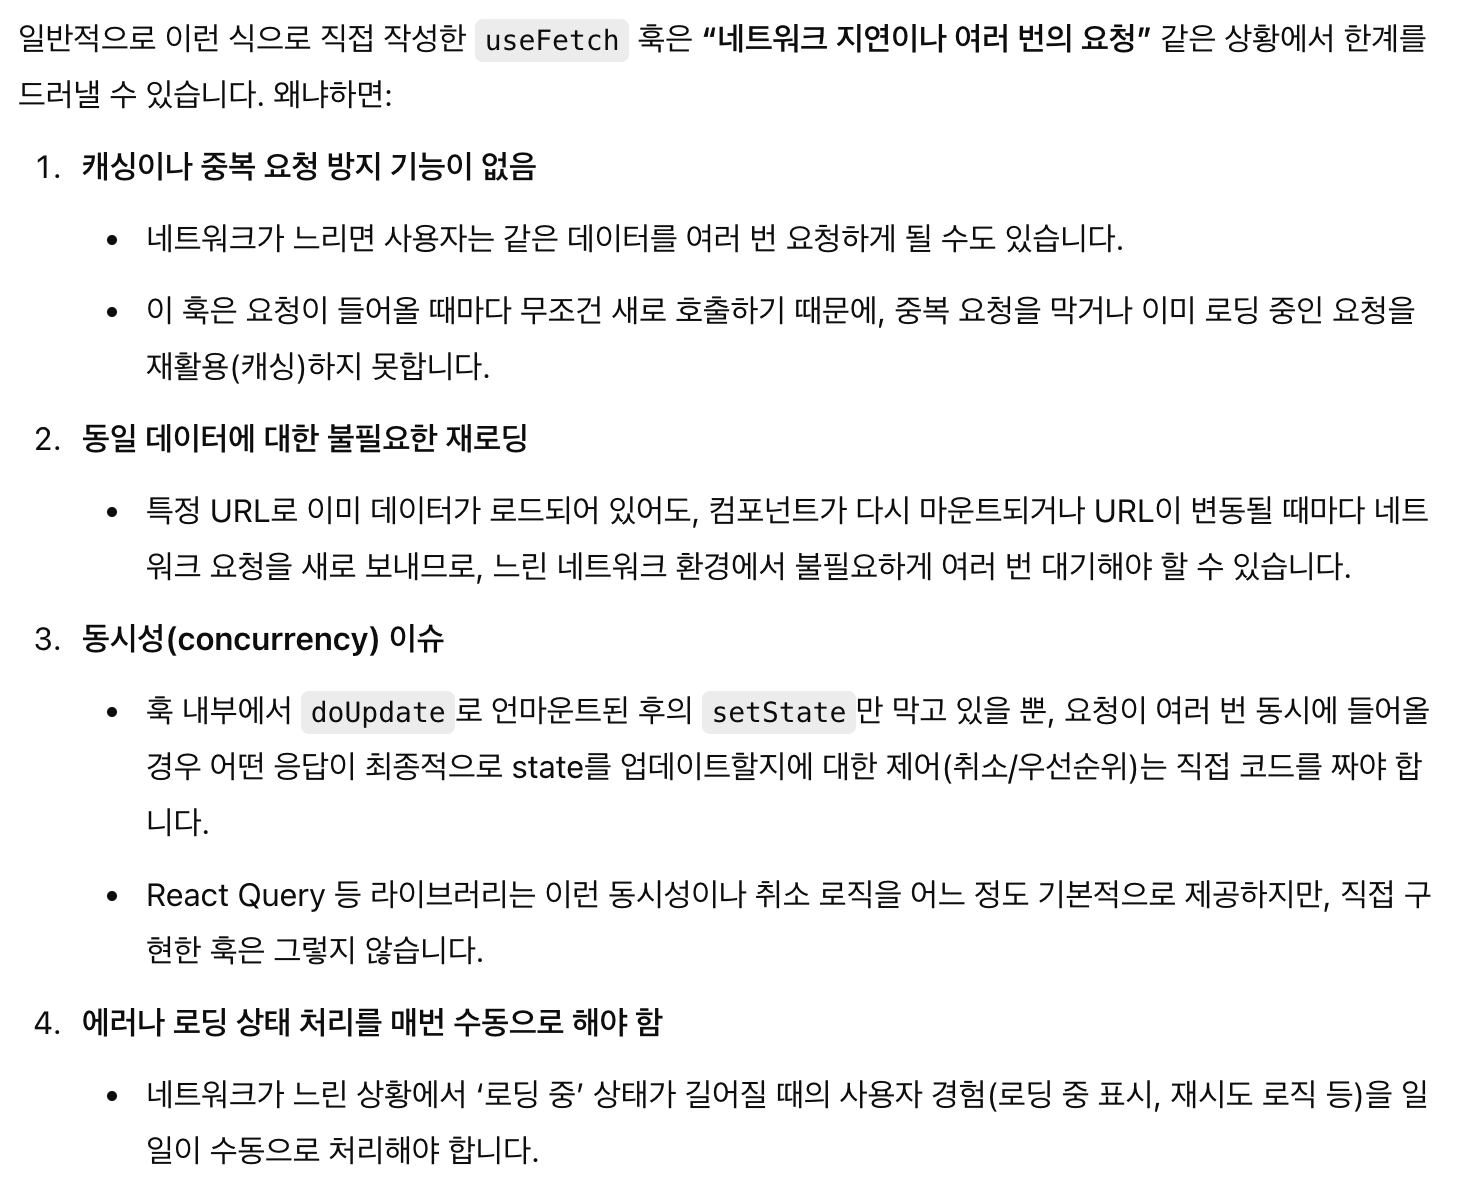 일반적으로 이런 식으로 직접 작성한 useFetch 훅은 “네트워크 지연이나 여러 번의 요청” 같은 상황에서 한계를
드러낼 수 있습니다. 왜냐하면:
1. 캐싱이나 중복 요청 방지 기능이 없음
• 네트워크가 느리면 사용자는 같은 데이터를 여러 번 요청하게 될 수도 있습니다.
• 이 훅은 요청이 들어올 때마다 무조건 새로 호출하기 때문에, 중복 요청을 막거나 이미 로딩 중인 요청을
재활용(캐싱)하지 못합니다.
2. 동일 데이터에 대한 불필요한 재로딩
• 특정 URL로 이미 데이터가 로드되어 있어도, 컴포넌트가 다시 마운트되거나 URL이 변동될 때마다 네트
워크 요청을 새로 보내므로, 느린 네트워크 환경에서 불필요하게 여러 번 대기해야 할 수 있습니다.
3. 동시성(concurrency) 이슈
• 훅 내부에서 doUpdate로 언마운트된 후의 setState만 막고 있을 뿐, 요청이 여러 번 동시에 들어올
경우 어떤 응답이 최종적으로 state를 업데이트할지에 대한 제어(취소/우선순위)는 직접 코드를 짜야 합
니다.
• React Query 등 라이브러리는 이런 동시성이나 취소 로직을 어느 정도 기본적으로 제공하지만, 직접 구
현한 훅은 그렇지 않습니다.
4. 에러나 로딩 상태 처리를 매번 수동으로 해야 함
• 네트워크가 느린 상황에서 ‘로딩 중’ 상태가 길어질 때의 사용자 경험(로딩 중 표시, 재시도 로직 등)을 일
일이 수동으로 처리해야 합니다.